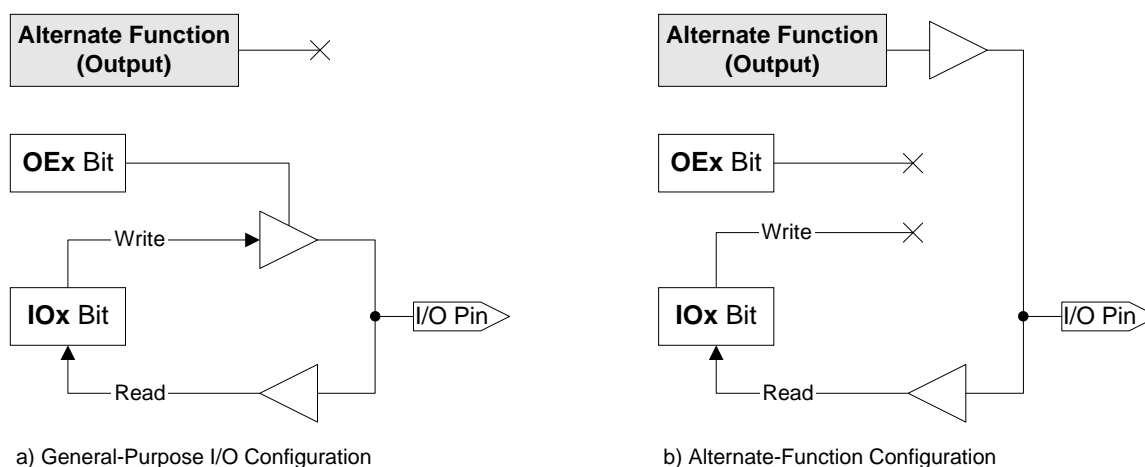 Alternate Function
(Output)
OEx Bit
Write
IOx Bit
I/O Pin
Read
a) General-Purpose I/O Configuration
Alternate Function
(Output)
OEx Bit
Write
IOx Bit
I/O Pin
Read
b) Alternate-Function Configuration